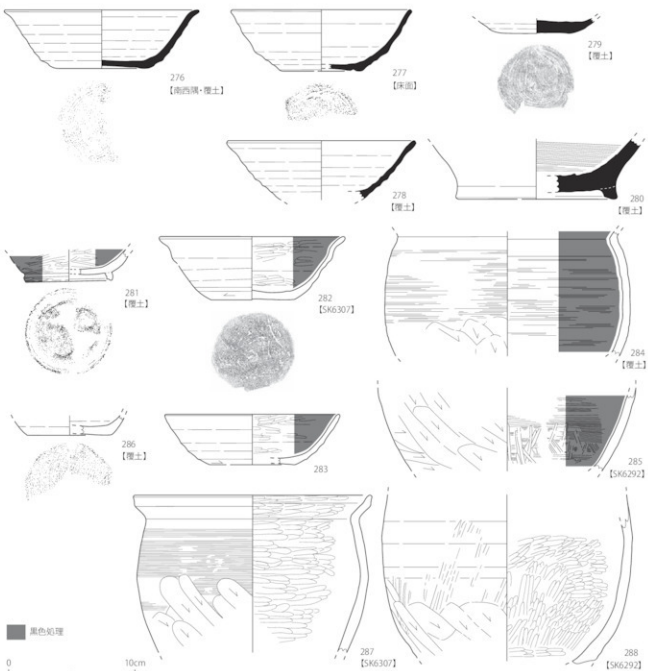 276
【南西隅・覆土】
277
【床面】
279
【覆土】
278
【覆土】
280
【覆土】
281
【覆土】
282
【SK6307】
284
【覆土】
286
【覆土】
283
285
【SK6292】
287
【SK6307】
288
【SK6292】
黒色処理
0 10cm